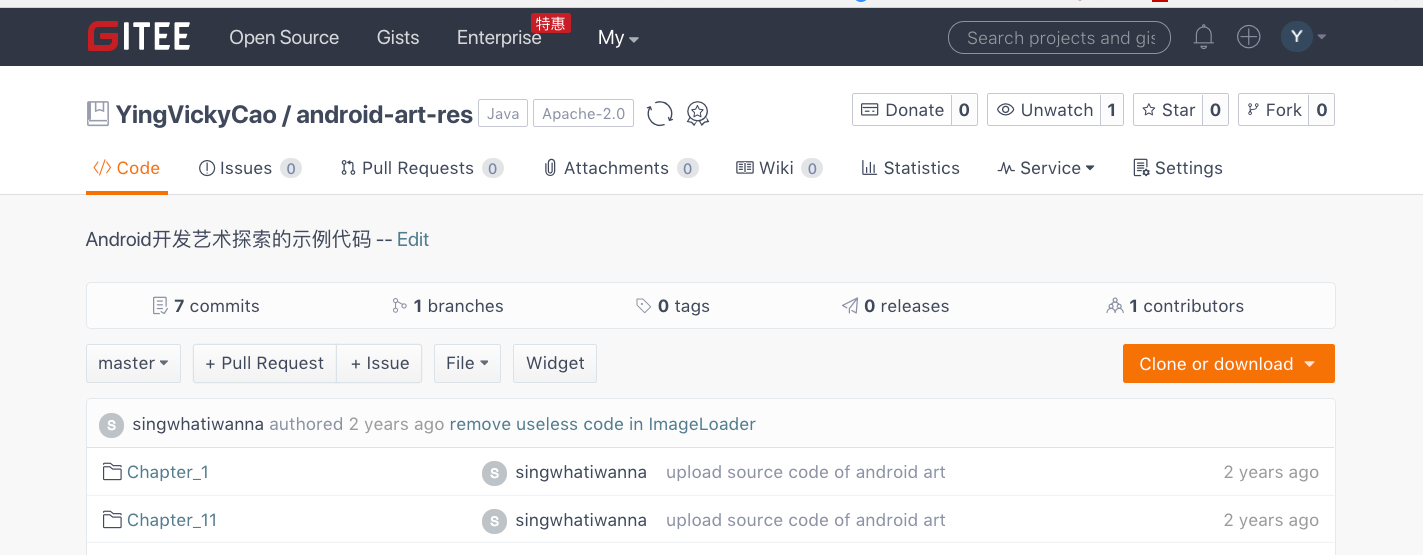 GITEE Open Source Gists Enterprise 特惠 My Search projects and gis Y
YingVickyCao / android-art-res Java Apache-2.0 Donate 0 Unwatch 1 Star 0 Fork 0
Code Issues 0 Pull Requests 0 Attachments 0 Wiki 0 Statistics Service Settings
Android开发艺术探索的示例代码 -- Edit
7 commits 1 branches 0 tags 0 releases 1 contributors
master + Pull Request + Issue File Widget Clone or download
S singwhatiwanna authored 2 years ago remove useless code in ImageLoader
Chapter_1 S singwhatiwanna upload source code of android art 2 years ago
Chapter_11 S singwhatiwanna upload source code of android art 2 years ago